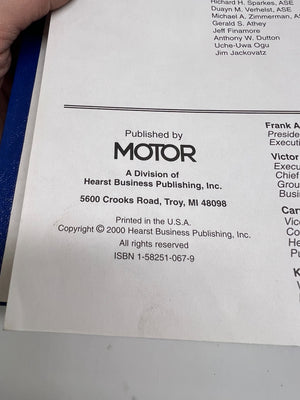 Richard H. Sparkes, ASE
Duayn M. Verhelst, ASE
Michael A. Zimmerman, AS
Gerald S. Athey
Jeff Finamore
Anthony W. Dutton
Uche-Uwa Ogu
Jim Jackovatz
Published by
MOTOR
A Division of
Hearst Business Publishing, Inc.
5600 Crooks Road, Troy, MI 48098
Printed in the U.S.A.
Copyright © 2000 Hearst Business Publishing, Inc.
All rights reserved
ISBN 1-58251-067-9
Frank A
Preside
Executi
Victor
Execu
Chief
Grou
Busi
Car
Vic
Co
He
Pu
K
V